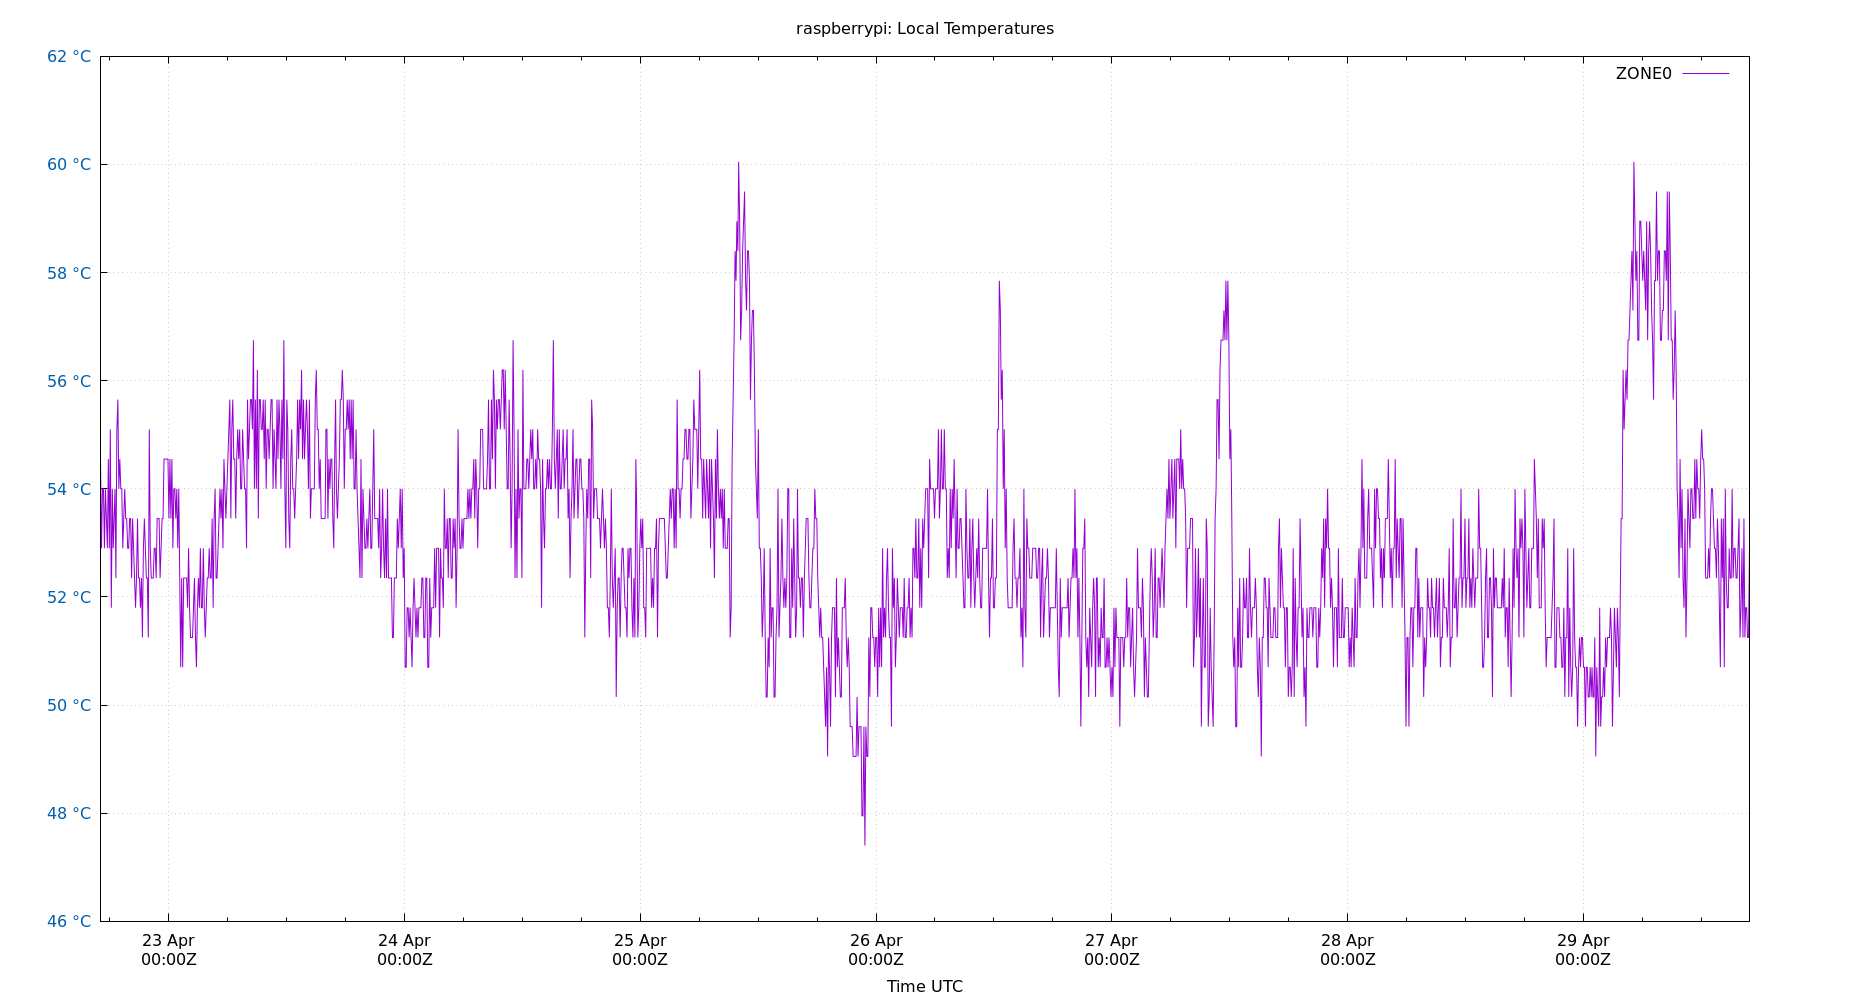 raspberrypi: Local Temperatures
62 °C
ZONE0
60 °C
58 °C
56 °C
54 °C
52 °C
50 °C
48 °C
46 °C
23 Apr 24 Apr 25 Apr 26 Apr 27 Apr 28 Apr 29 Apr
00:00Z 00:00Z 00:00Z 00:00Z 00:00Z 00:00Z 00:00Z
Time UTC